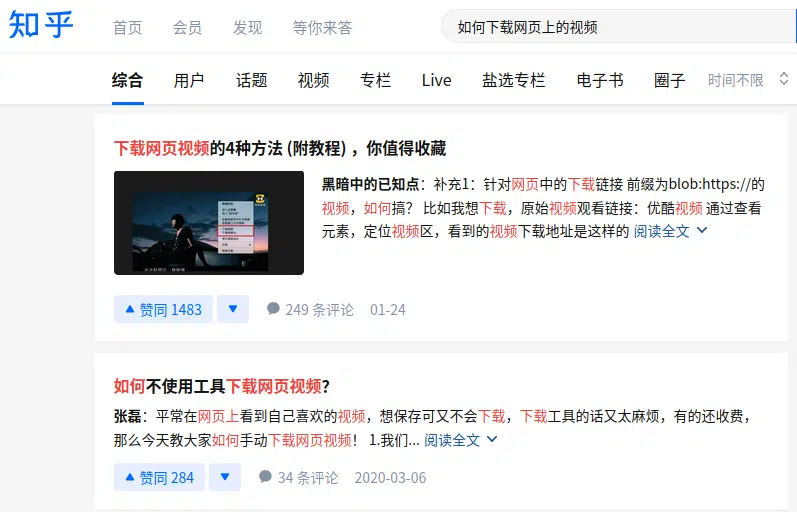 知乎 首页 会员 发现 等你来答 如何下载网页上的视频
综合 用户 话题 视频 专栏 Live 盐选专栏 电子书 圈子 时间不限
下载网页视频的4种方法 (附教程) ，你值得收藏
黑暗中的已知点：补充1：针对网页中的下载链接 前缀为blob:https://的
视频，如何搞？ 比如我想下载，原始视频观看链接：优酷视频 通过查看
元素，定位视频区，看到的视频下载地址是这样的 阅读全文
赞同 1483 249 条评论 01-24
如何不使用工具下载网页视频？
张磊：平常在网页上看到自己喜欢的视频，想保存可又不会下载，下载工具的话又太麻烦，有的还收费，
那么今天教大家如何手动下载网页视频！ 1.我们... 阅读全文
赞同 284 34 条评论 2020-03-06